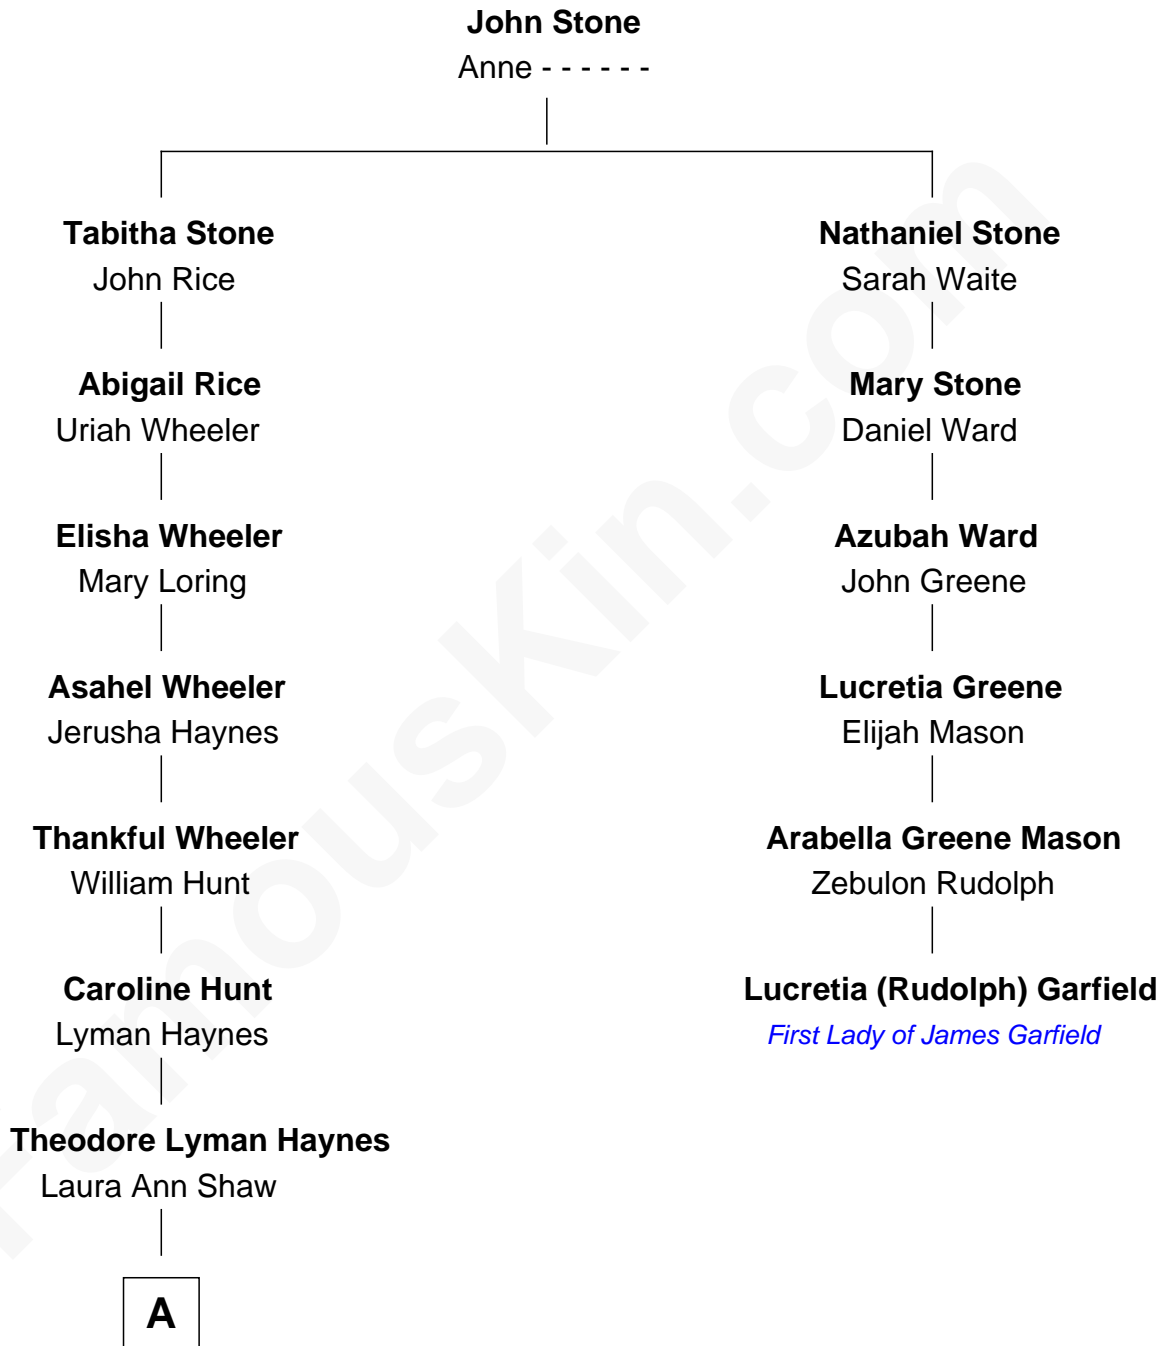 John Stone
Anne - - - - - -
Tabitha Stone
John Rice
Nathaniel Stone
Sarah Waite
Abigail Rice
Uriah Wheeler
Mary Stone
Daniel Ward
Elisha Wheeler
Mary Loring
Azubah Ward
John Greene
Asahel Wheeler
Jerusha Haynes
Lucretia Greene
Elijah Mason
Thankful Wheeler
William Hunt
Arabella Greene Mason
Zebulon Rudolph
Caroline Hunt
Lyman Haynes
Lucretia (Rudolph) Garfield
First Lady of James Garfield
Theodore Lyman Haynes
Laura Ann Shaw
A
FamousKin.com